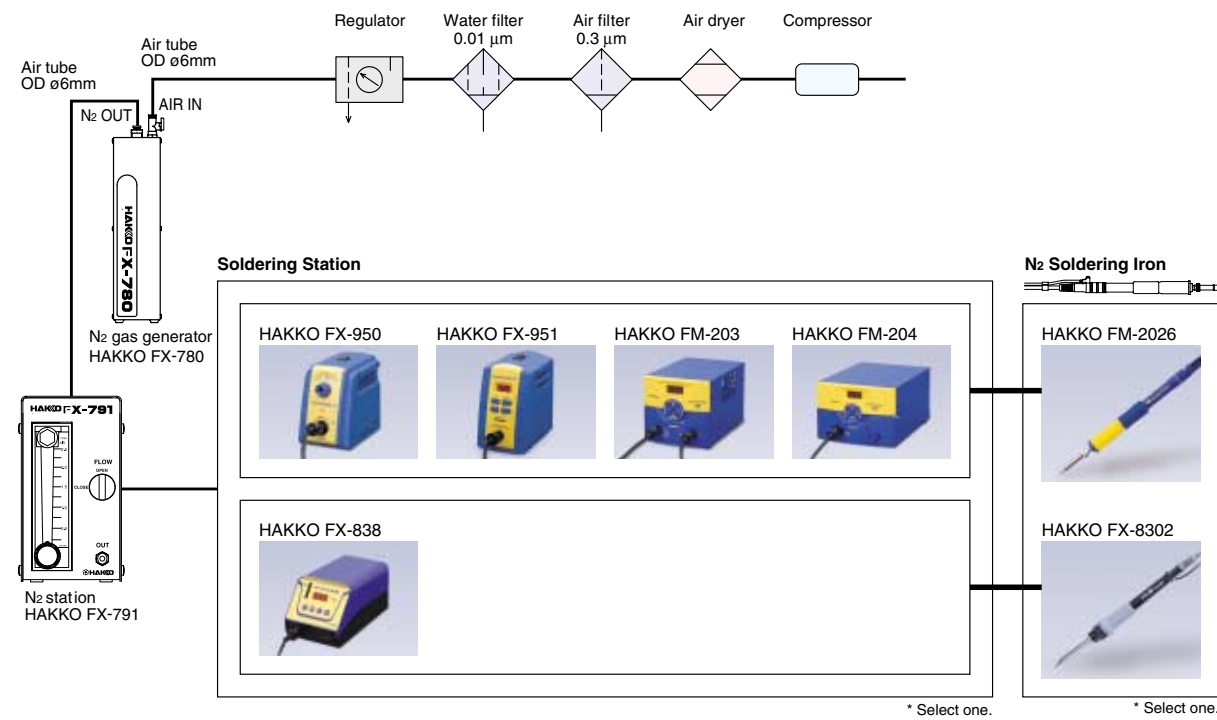 Regulator
Water filter
0.01 μm
Air filter
0.3 μm
Air dryer
Compressor
Air tube
OD ø6mm
Air tube
OD ø6mm
N2 OUT
AIR IN
HAKKO FX-780
N2 gas generator
HAKKO FX-780
HAKKO FX-791
FLOW
OPEN
CLOSE
OUT
HAKKO
N2 station
HAKKO FX-791
Soldering Station
HAKKO FX-950
HAKKO FX-951
HAKKO FM-203
HAKKO FM-204
HAKKO FX-838
* Select one.
N2 Soldering Iron
HAKKO FM-2026
HAKKO FX-8302
* Select one.